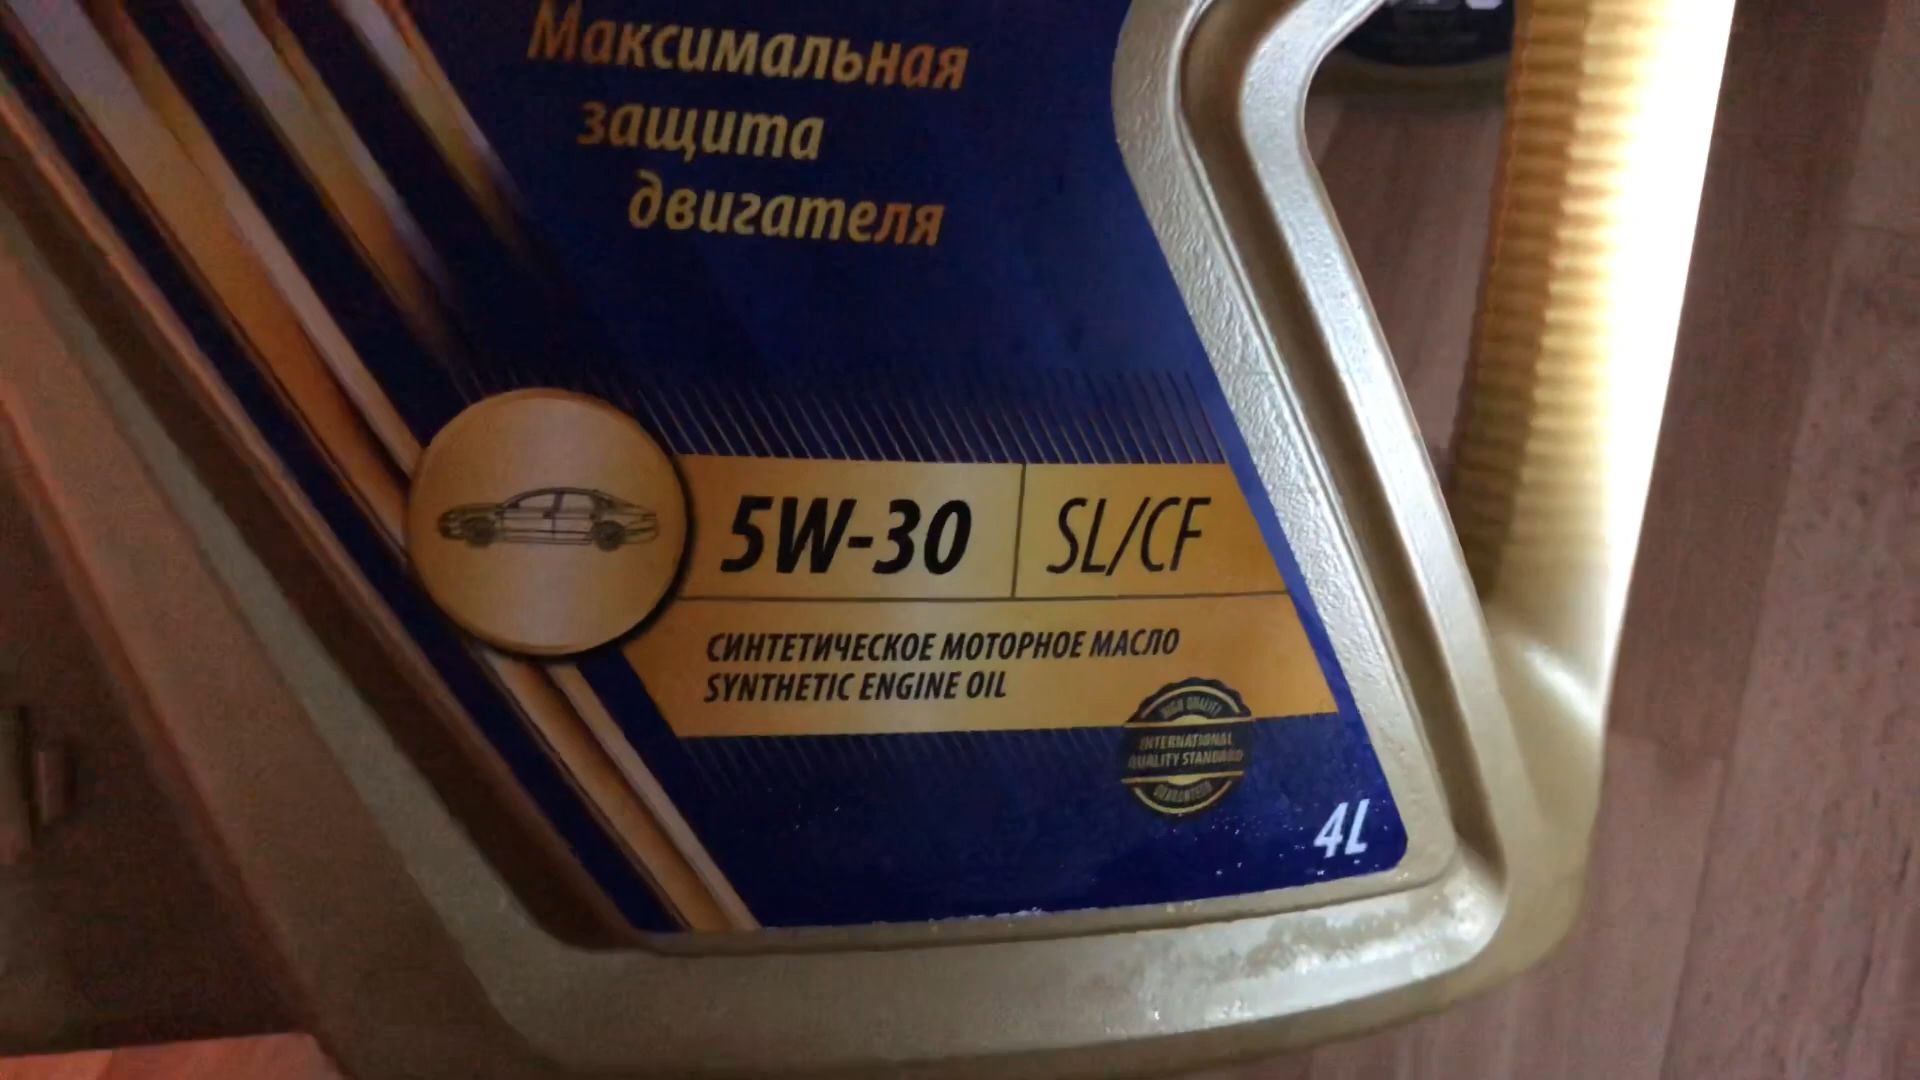 Максимальная
защита
двигателя
5W-30
SL/CF
СИНТЕТИЧЕСКОЕ МОТОРНОЕ МАСЛО
SYNTHETIC ENGINE OIL
HIGH QUALITY
INTERNATIONAL
QUALITY STANDARD
GUARANTEED
4L